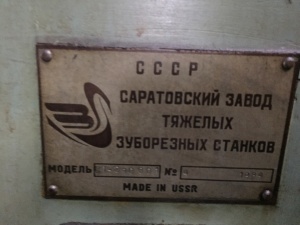 СССР
САРАТОВСКИЙ ЗАВОД
ТЯЖЕЛЫХ
ЗУБОРЕЗНЫХ СТАНКОВ
МОДЕЛЬ №
MADE IN USSR